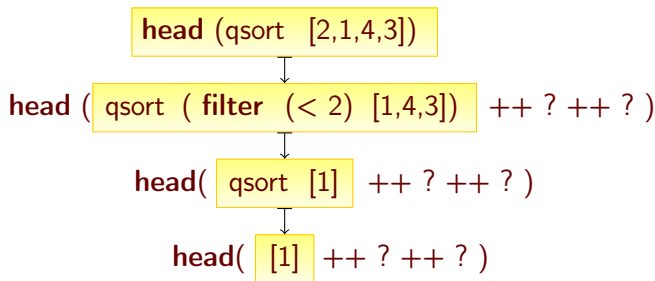 head (qsort [2,1,4,3])
head ( qsort ( filter (< 2) [1,4,3]) ++ ? ++ ? )
head( qsort [1] ++ ? ++ ? )
head( [1] ++ ? ++ ? )